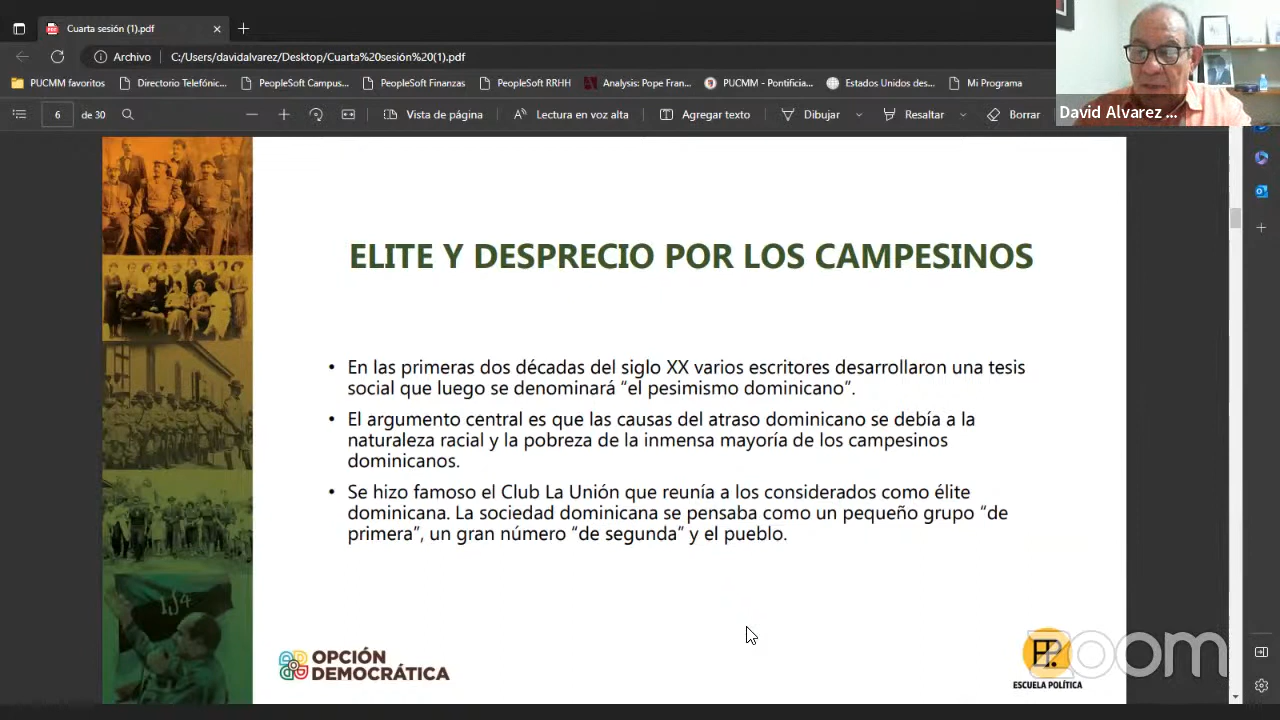 Cuarta sesión (1).pdf
Archivo
C:/Users/davidalvarez/Desktop/Cuarta%20sesión%20(1).pdf
PUCMM favoritos
Directorio Telefónic...
PeopleSoft Campus...
PeopleSoft Finanzas
PeopleSoft RRHH
Analysis: Pope Fran...
PUCMM - Pontificia...
Estados Unidos des...
Mi Programa
6 de 30
Vista de página
Lectura en voz alta
Agregar texto
Dibujar
Resaltar
Borrar
David Alvarez ...
ELITE Y DESPRECIO POR LOS CAMPESINOS
• En las primeras dos décadas del siglo XX varios escritores desarrollaron una tesis
social que luego se denominará “el pesimismo dominicano”.
• El argumento central es que las causas del atraso dominicano se debía a la
naturaleza racial y la pobreza de la inmensa mayoría de los campesinos
dominicanos.
• Se hizo famoso el Club La Unión que reunía a los considerados como élite
dominicana. La sociedad dominicana se pensaba como un pequeño grupo “de
primera”, un gran número “de segunda” y el pueblo.
1J4
OPCIÓN
DEMOCRÁTICA
EP.
ESCUELA POLÍTICA
zoom